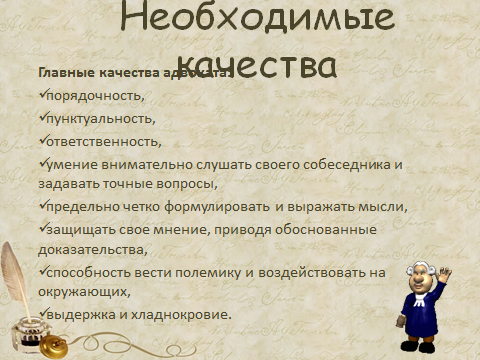 Необходимые
качества
Главные качества адвоката:
✓порядочность,
✓пунктуальность,
✓ответственность,
✓умение внимательно слушать своего собеседника и
задавать точные вопросы,
✓предельно четко формулировать и выражать мысли,
✓защищать свое мнение, приводя обоснованные
доказательства,
✓способность вести полемику и воздействовать на
окружающих,
✓выдержка и хладнокровие.